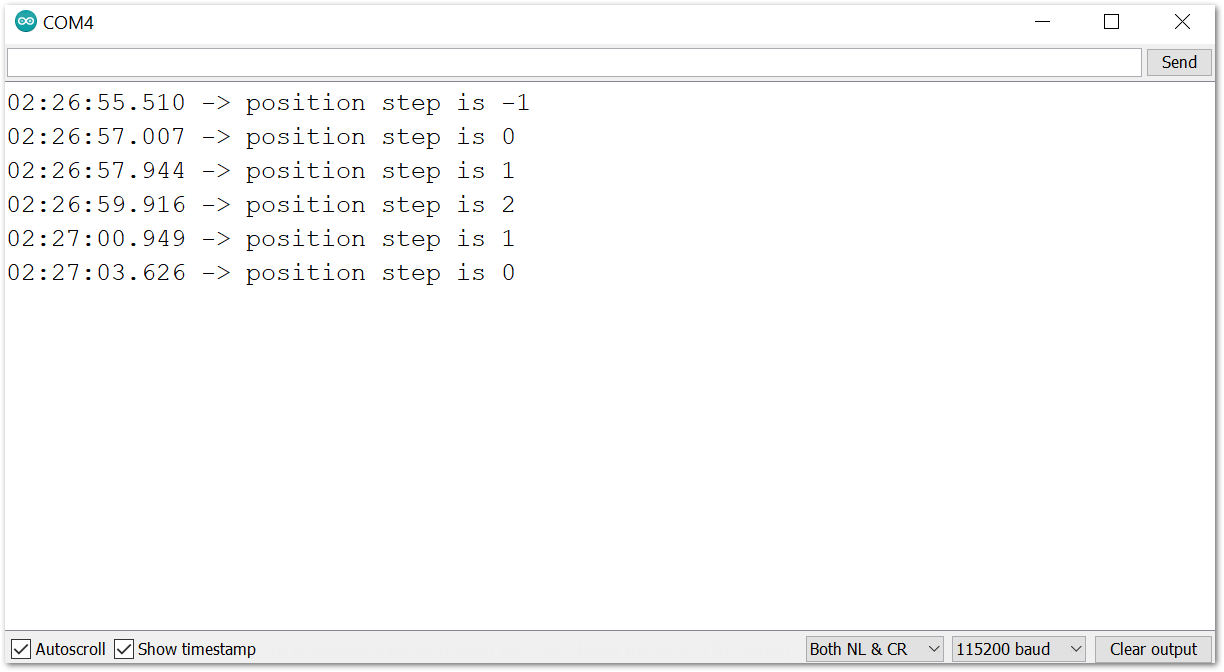 COM4
Send
02:26:55.510 -> position step is -1
02:26:57.007 -> position step is 0
02:26:57.944 -> position step is 1
02:26:59.916 -> position step is 2
02:27:00.949 -> position step is 1
02:27:03.626 -> position step is 0
Autoscroll Show timestamp Both NL & CR 115200 baud Clear output